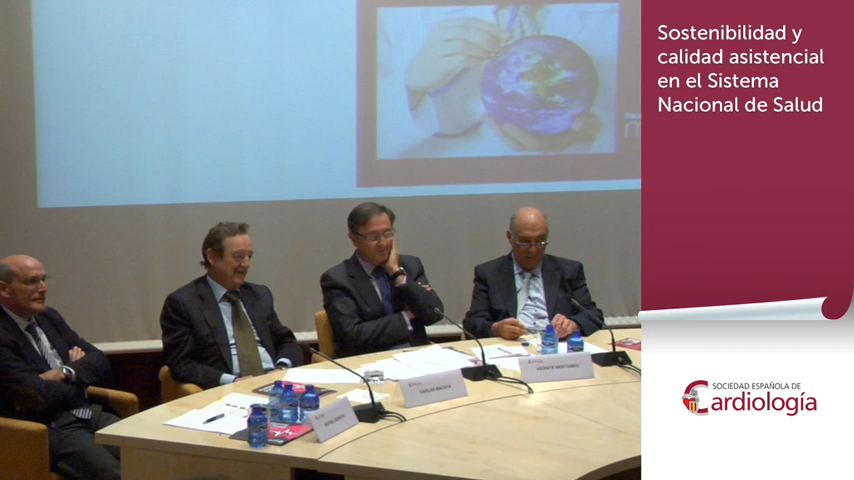 Sostenibilidad y
calidad asistencial
en el Sistema
Nacional de Salud
SOCIEDAD ESPAÑOLA DE
Cardiología
CARLOS MACAYA
VICENTE BERTOMEU